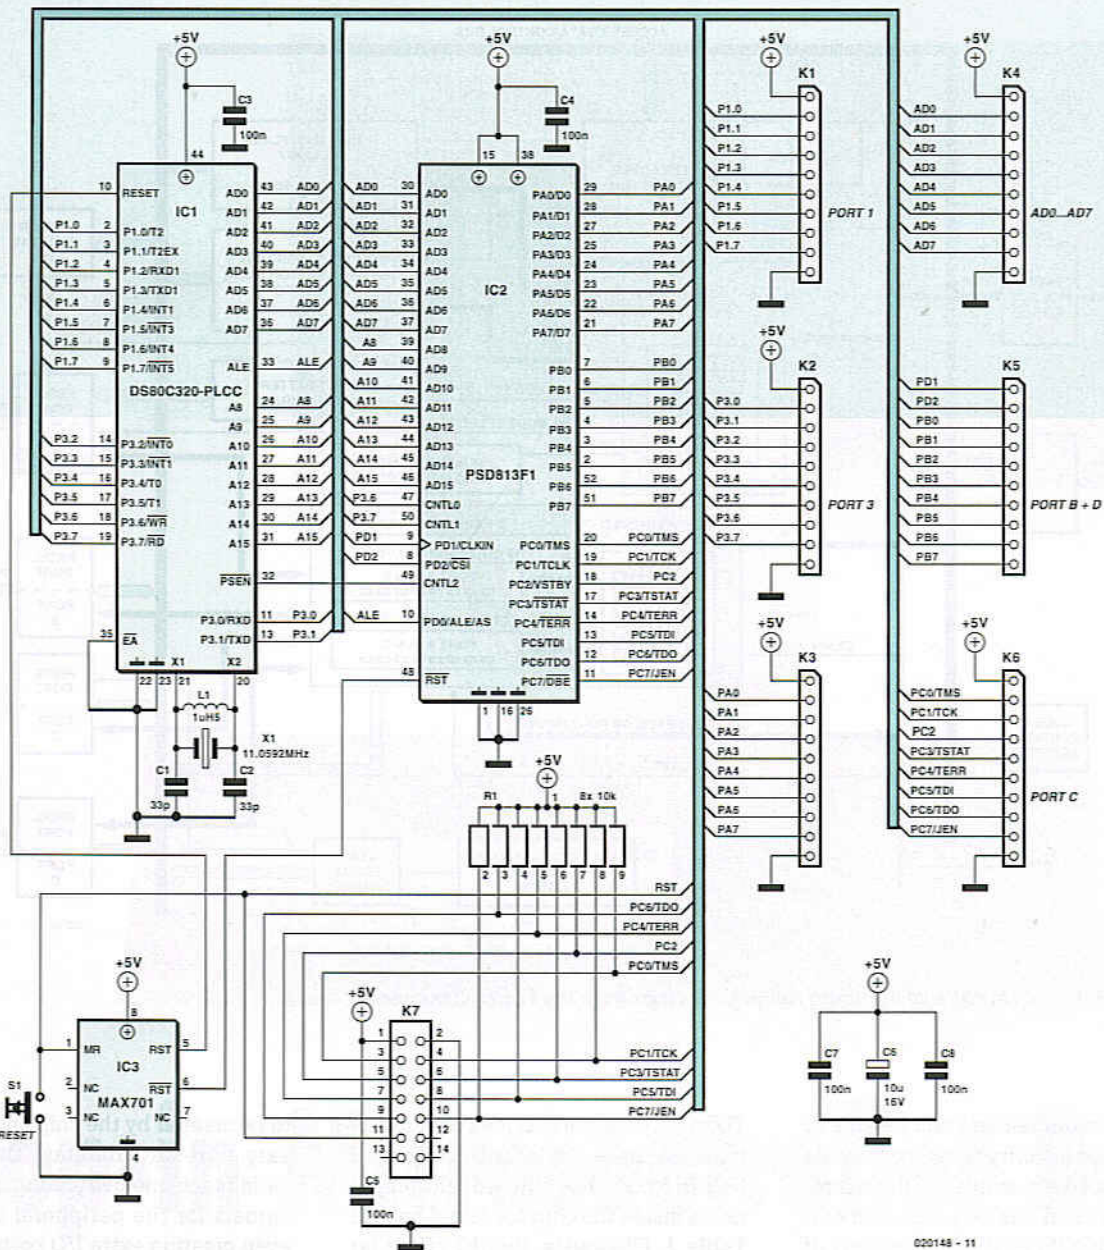 +5V
+5V
+5V
+5V
K1
K4
C3
100n
C4
100n
44
15
38
P1.0
P1.1
P1.2
P1.3
P1.4
P1.5
P1.6
P1.7
PORT 1
AD0
AD1
AD2
AD3
AD4
AD5
AD6
AD7
AD0...AD7
10 RESET
IC1
DS80C320-PLCC
P1.0 2 P1.0/T2
P1.1 3 P1.1/T2EX
P1.2 4 P1.2/RXD1
P1.3 5 P1.3/TXD1
P1.4 6 P1.4/INT1
P1.5 7 P1.5/INT3
P1.6 8 P1.6/INT4
P1.7 9 P1.7/INT5
P3.2 14 P3.2/INT0
P3.3 15 P3.3/INT1
P3.4 16 P3.4/T0
P3.5 17 P3.5/T1
P3.6 18 P3.6/WR
P3.7 19 P3.7/RD
35 EA
AD0 43 AD0
AD1 42 AD1
AD2 41 AD2
AD3 40 AD3
AD4 39 AD4
AD5 38 AD5
AD6 37 AD6
AD7 36 AD7
ALE 33 ALE
A8 24 A8
A9 25 A9
A10 26 A10
A11 27 A11
A12 28 A12
A13 29 A13
A14 30 A14
A15 31 A15
PSEN 32
P3.0/RXD 11 P3.0
P3.1/TXD 13 P3.1
X1 X2
22 23 21 20
L1
1uH5
X1
11.0592MHz
C1
33p
C2
33p
IC2
PSD813F1
AD0 30 AD0
AD1 31 AD1
AD2 32 AD2
AD3 33 AD3
AD4 34 AD4
AD5 35 AD5
AD6 36 AD6
AD7 37 AD7
A8 39 AD8
A9 40 AD9
A10 41 AD10
A11 42 AD11
A12 43 AD12
A13 44 AD13
A14 45 AD14
A15 46 AD15
P3.6 47 CNTL0
P3.7 50 CNTL1
PD1 9 PD1/CLKIN
PD2 8 PD2/CSI
49 CNTL2
ALE 10 PD0/ALE/AS
48 RST
PA0/D0 29 PA0
PA1/D1 28 PA1
PA2/D2 27 PA2
PA3/D3 25 PA3
PA4/D4 24 PA4
PA5/D5 23 PA5
PA6/D6 22 PA6
PA7/D7 21 PA7
PB0 7 PB0
PB1 6 PB1
PB2 5 PB2
PB3 4 PB3
PB4 3 PB4
PB5 2 PB5
PB6 52 PB6
PB7 51 PB7
PC0/TMS 20 PC0/TMS
PC1/TCLK 19 PC1/TCK
PC2/VSTBY 18 PC2
PC3/TSTAT 17 PC3/TSTAT
PC4/TERR 14 PC4/TERR
PC5/TDI 13 PC5/TDI
PC6/TDO 12 PC6/TDO
PC7/DBE 11 PC7/JEN
1 16 26
+5V
K2
P3.0
P3.1
P3.2
P3.3
P3.4
P3.5
P3.6
P3.7
PORT 3
K5
PD1
PD2
PB0
PB1
PB2
PB3
PB4
PB5
PB6
PB7
PORT B + D
+5V
K3
PA0
PA1
PA2
PA3
PA4
PA5
PA6
PA7
+5V
K6
PC0/TMS
PC1/TCK
PC2
PC3/TSTAT
PC4/TERR
PC5/TDI
PC6/TDO
PC7/JEN
PORT C
+5V
R1 1 8x 10k
2 3 4 5 6 7 8 9
RST
PC6/TDO
PC4/TERR
PC2
PC0/TMS
PC1/TCK
PC3/TSTAT
PC5/TDI
PC7/JEN
+5V
8
1 MR RST 5
IC3
2 NC RST 6
MAX701
3 NC NC 7
4
S1
RESET
+5V
K7
1 2
3 4
5 6
7 8
9 10
11 12
13 14
C5
100n
+5V
C7
100n
C6
10u
16V
C8
100n
020148 - 11